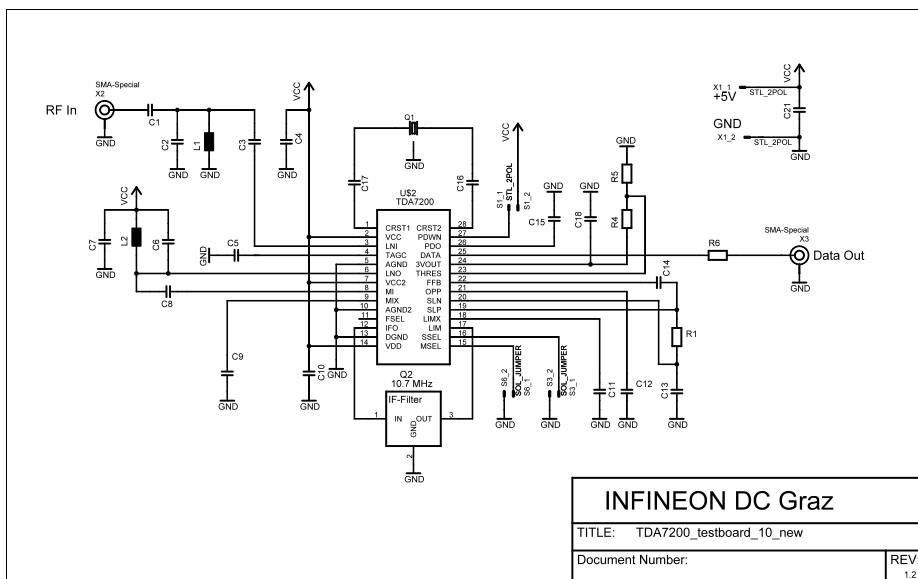 SMA-Special
X2
RF In
GND
C1
C2
L1
C3
GND
GND
C4
GND
VCC
Q1
GND
C17
C16
VCC
S1_1
STL_2POL
S1_2
GND
C15
GND
C18
GND
R5
R4
X1_1
+5V
STL_2POL
VCC
C21
GND
X1_2
STL_2POL
GND
U$2
TDA7200
1 CRST1 CRST2 28
2 VCC PDWN 27
3 LNI PDO 26
4 TAGC DATA 25
5 AGND 3VOUT 24
6 LNO THRES 23
7 VCC2 FFB 22
8 MI OPP 21
9 MIX SLN 20
10 AGND2 SLP 19
11 FSEL LIMX 18
12 IFO LIM 17
13 DGND SSEL 16
14 VDD MSEL 15
VCC
C7
GND
L2
C6
GND
C5
C8
C9
GND
C10
GND
GND
R6
SMA-Special
X3
Data Out
GND
C14
R1
Q2
10.7 MHz
IF-Filter
1 IN OUT 3
GND
2
GND
S6_2
SOL_JUMPER
S6_1
GND
S3_2
SOL_JUMPER
S3_1
GND
C11
GND
C12
GND
C13
GND
INFINEON DC Graz
TITLE: TDA7200_testboard_10_new
Document Number:
REV:
1.2